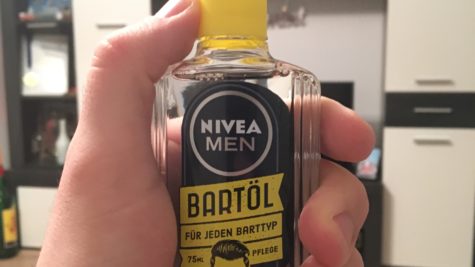 NIVEA
MEN
BARTÖL
FÜR JEDEN BARTTYP
75ML PFLEGE